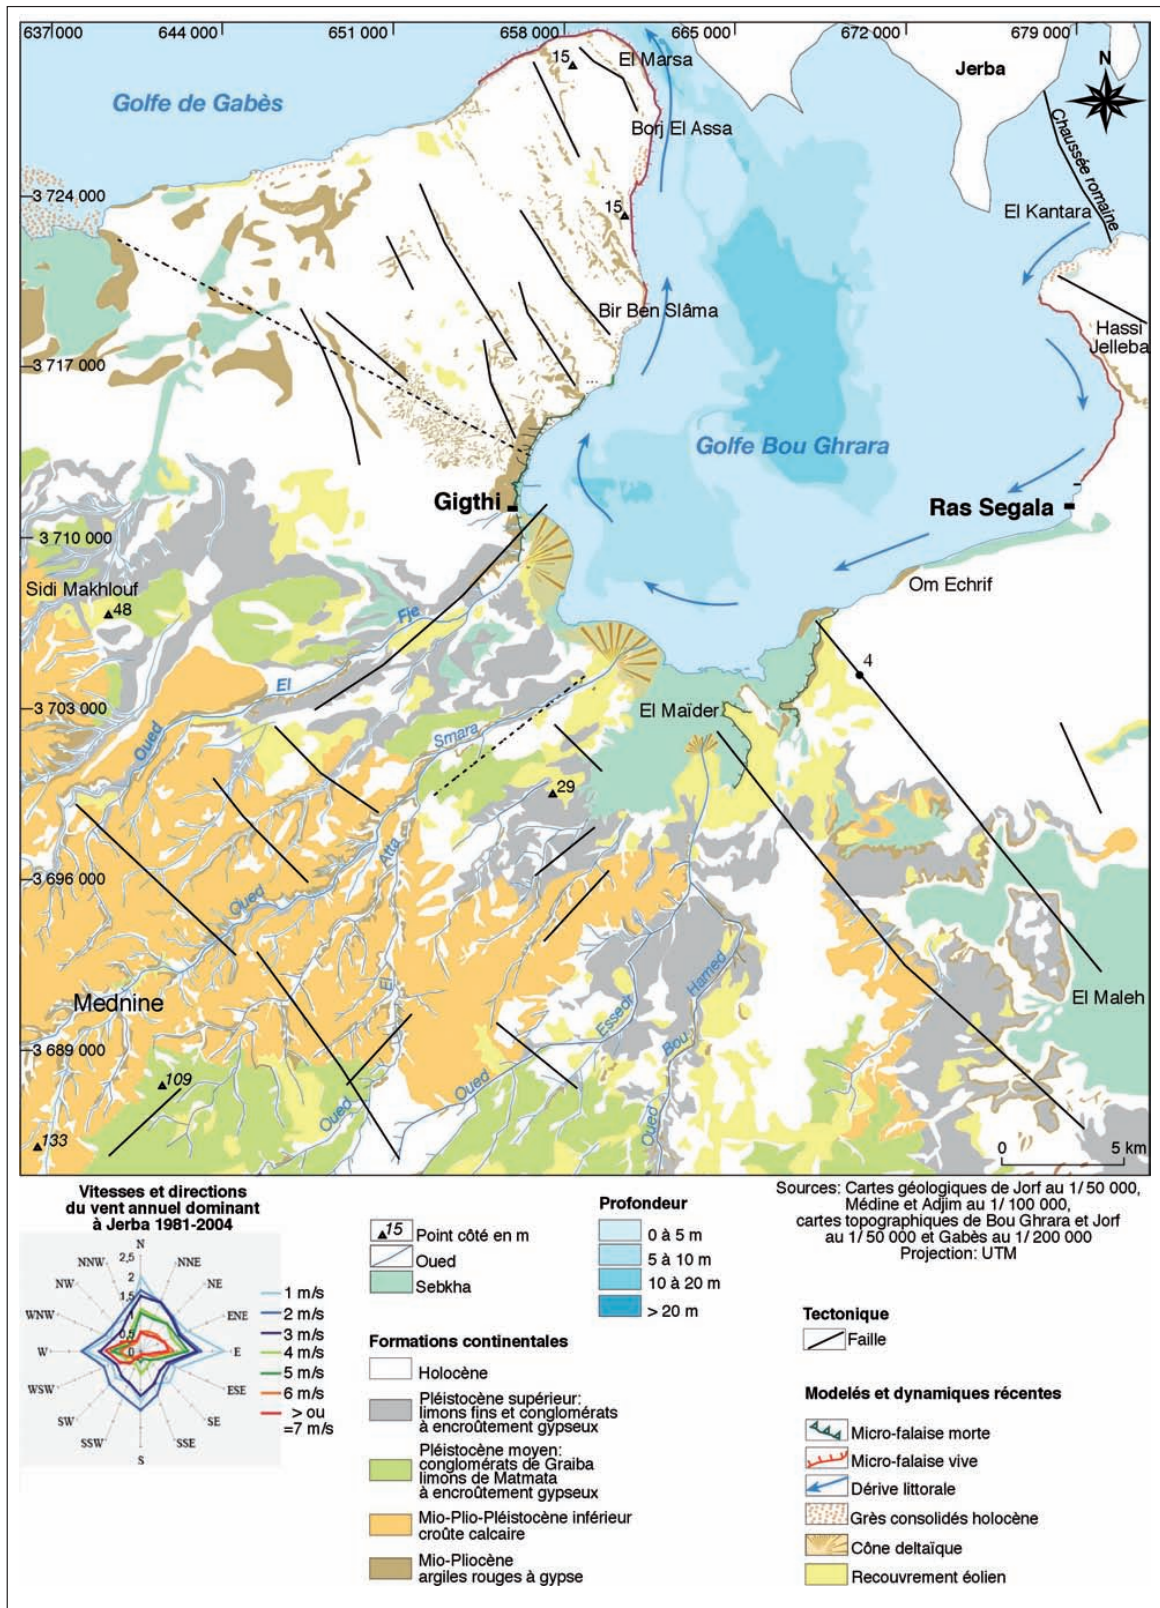 637 000
644 000
651 000
658 000
665 000
672 000
679 000
15
El Marsa
Jerba
N
Golfe de Gabès
Borj El Assa
Chaussée romaine
3 724 000
15
El Kantara
Bir Ben Slâma
Hassi
Jelleba
3 717 000
Golfe Bou Ghrara
Gigthi
Ras Segala
3 710 000
Sidi Makhlouf
48
Om Echrif
Oued El Fje
4
3 703 000
El Maïder
Smara
29
3 696 000
Oued
El Atta
Oued
Mednine
El Maleh
3 689 000
109
Oued Essedr
Oued Bou Hamed
133
0 5 km
Vitesses et directions
du vent annuel dominant
à Jerba 1981-2004
N
NNE
NE
ENE
E
ESE
SE
SSE
S
SSW
SW
WSW
W
WNW
NW
NNW
2,5
2
1,5
1
0,5
0
1 m/s
2 m/s
3 m/s
4 m/s
5 m/s
6 m/s
> ou
=7 m/s
15 Point côté en m
Oued
Sebkha
Formations continentales
Holocène
Pléistocène supérieur:
limons fins et conglomérats
à encroûtement gypseux
Pléistocène moyen:
conglomérats de Graiba
limons de Matmata
à encroûtement gypseux
Mio-Plio-Pléistocène inférieur
croûte calcaire
Mio-Pliocène
argiles rouges à gypse
Profondeur
0 à 5 m
5 à 10 m
10 à 20 m
> 20 m
Sources: Cartes géologiques de Jorf au 1/ 50 000,
Médine et Adjim au 1/ 100 000,
cartes topographiques de Bou Ghrara et Jorf
au 1/ 50 000 et Gabès au 1/ 200 000
Projection: UTM
Tectonique
Faille
Modelés et dynamiques récentes
Micro-falaise morte
Micro-falaise vive
Dérive littorale
Grès consolidés holocène
Cône deltaïque
Recouvrement éolien